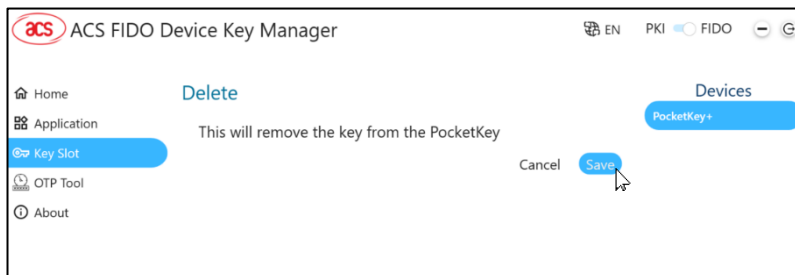 acs ACS FIDO Device Key Manager EN PKI FIDO
Home
Application
Key Slot
OTP Tool
About
Delete
This will remove the key from the PocketKey
Cancel Save
Devices
PocketKey+